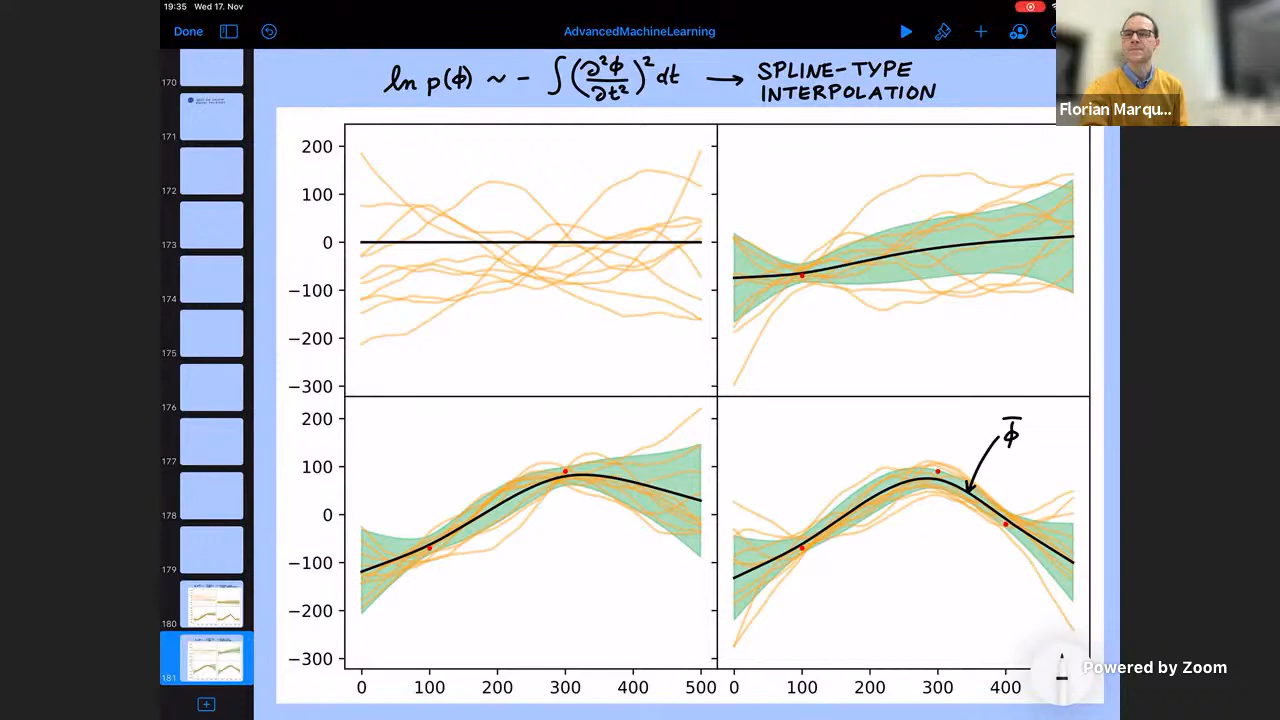 19:35 Wed 17. Nov
Done
AdvancedMachineLearning
Florian Marqu...
ln p(ϕ) ~ - ∫(∂²ϕ/∂t²)² dt → SPLINE-TYPE
INTERPOLATION
170
171
172
173
174
175
176
177
178
179
180
181
200
100
0
−100
−200
−300
200
100
0
−100
−200
−300
ϕ̅
0 100 200 300 400 500 0 100 200 300 400
Powered by Zoom